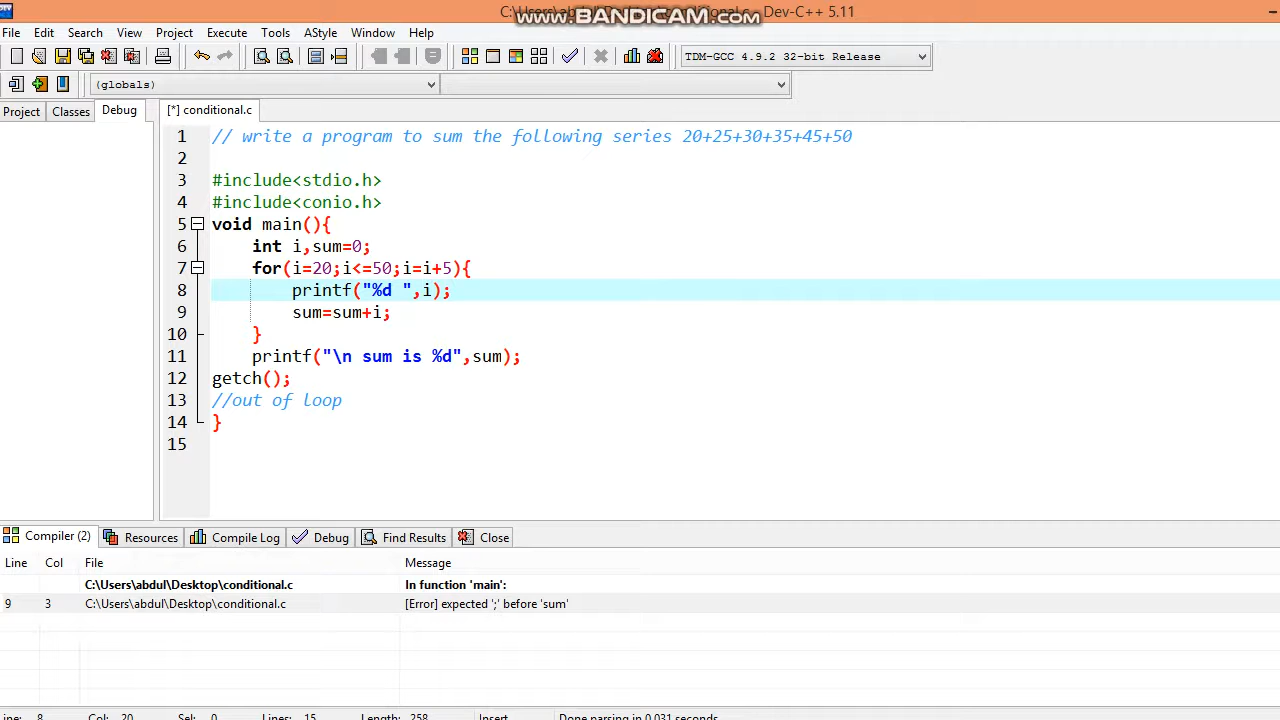 C:\Users\abdul\Desktop\conditional.c - Dev-C++ 5.11
www.BANDICAM.com
File Edit Search View Project Execute Tools AStyle Window Help
TDM-GCC 4.9.2 32-bit Release
(globals)
Project Classes Debug [*] conditional.c
1 // write a program to sum the following series 20+25+30+35+45+50
2
3 #include<stdio.h>
4 #include<conio.h>
5 void main(){
6 int i,sum=0;
7 for(i=20;i<=50;i=i+5){
8 printf("%d ",i);
9 sum=sum+i;
10 }
11 printf("\n sum is %d",sum);
12 getch();
13 //out of loop
14 }
15
Compiler (2) Resources Compile Log Debug Find Results Close
Line Col File Message
C:\Users\abdul\Desktop\conditional.c In function 'main':
9 3 C:\Users\abdul\Desktop\conditional.c [Error] expected ';' before 'sum'
Line: 8 Col: 20 Sel: 0 Lines: 15 Length: 258 Insert Done parsing in 0.031 seconds